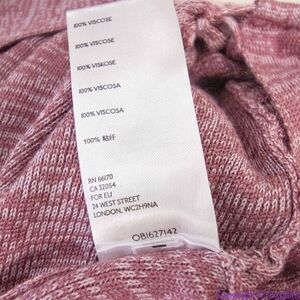 100% VISCOSE
100% VISCOSE
100% VISKOSE
100% VISCOSA
100% VISCOSA
100% 粘纤
RN 66170
CA 32054
FOR EU
24 WEST STREET
LONDON, WC2H9NA
OB1627142